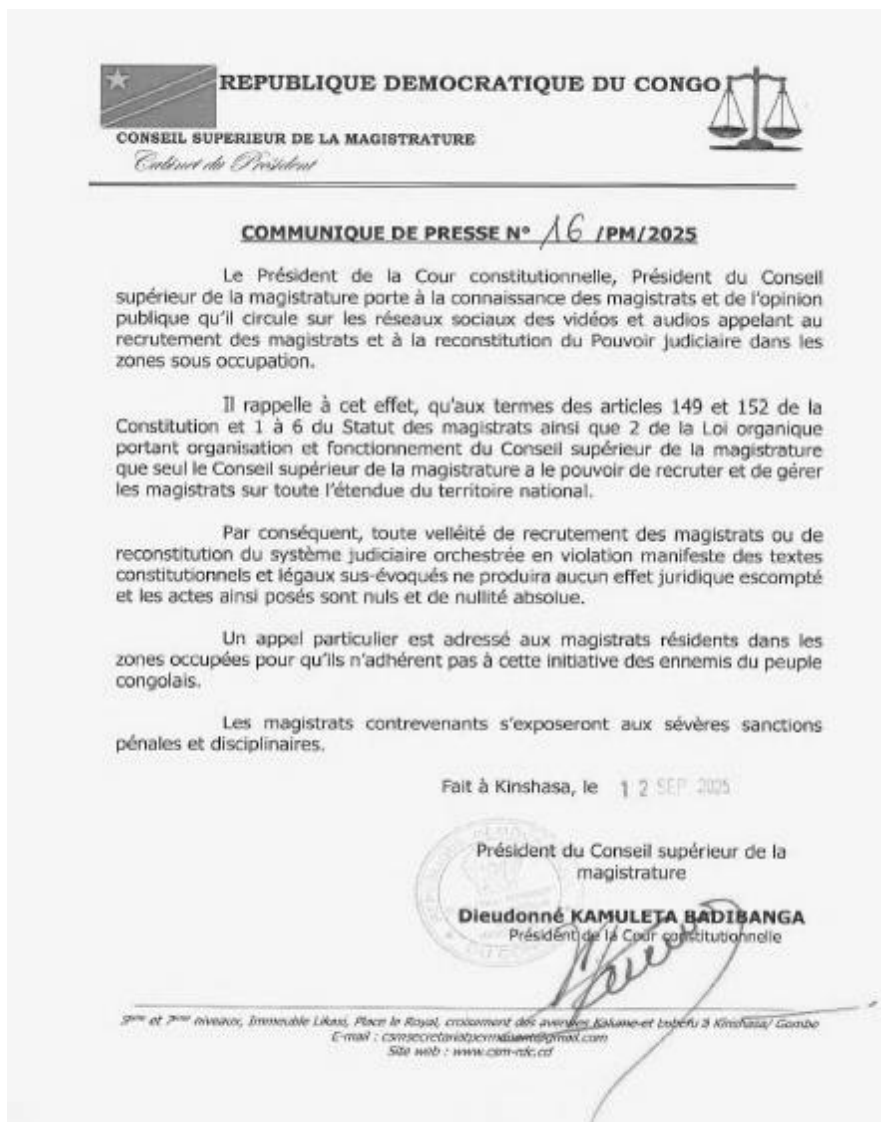 REPUBLIQUE DEMOCRATIQUE DU CONGO
CONSEIL SUPERIEUR DE LA MAGISTRATURE
Cabinet du Président
COMMUNIQUE DE PRESSE N° 16 /PM/2025
Le Président de la Cour constitutionnelle, Président du Conseil
supérieur de la magistrature porte à la connaissance des magistrats et de l'opinion
publique qu'il circule sur les réseaux sociaux des vidéos et audios appelant au
recrutement des magistrats et à la reconstitution du Pouvoir judiciaire dans les
zones sous occupation.
Il rappelle à cet effet, qu'aux termes des articles 149 et 152 de la
Constitution et 1 à 6 du Statut des magistrats ainsi que 2 de la Loi organique
portant organisation et fonctionnement du Conseil supérieur de la magistrature
que seul le Conseil supérieur de la magistrature a le pouvoir de recruter et de gérer
les magistrats sur toute l'étendue du territoire national.
Par conséquent, toute velléité de recrutement des magistrats ou de
reconstitution du système judiciaire orchestrée en violation manifeste des textes
constitutionnels et légaux sus-évoqués ne produira aucun effet juridique escompté
et les actes ainsi posés sont nuls et de nullité absolue.
Un appel particulier est adressé aux magistrats résidents dans les
zones occupées pour qu'ils n'adhérent pas à cette initiative des ennemis du peuple
congolais.
Les magistrats contrevenants s'exposeront aux sévères sanctions
pénales et disciplinaires.
Fait à Kinshasa, le 12 SEP 2025
Président du Conseil supérieur de la
magistrature
Dieudonné KAMULETA BADIBANGA
Président de la Cour constitutionnelle
et 7ème niveaux, Immeuble Likasi, Place le Royal, croisement des avenues Kalume et Lubefu à Kinshasa/ Gombe
E-mail : csmsecretariatpermanent@gmail.com
Site web : www.csm-rdc.cd